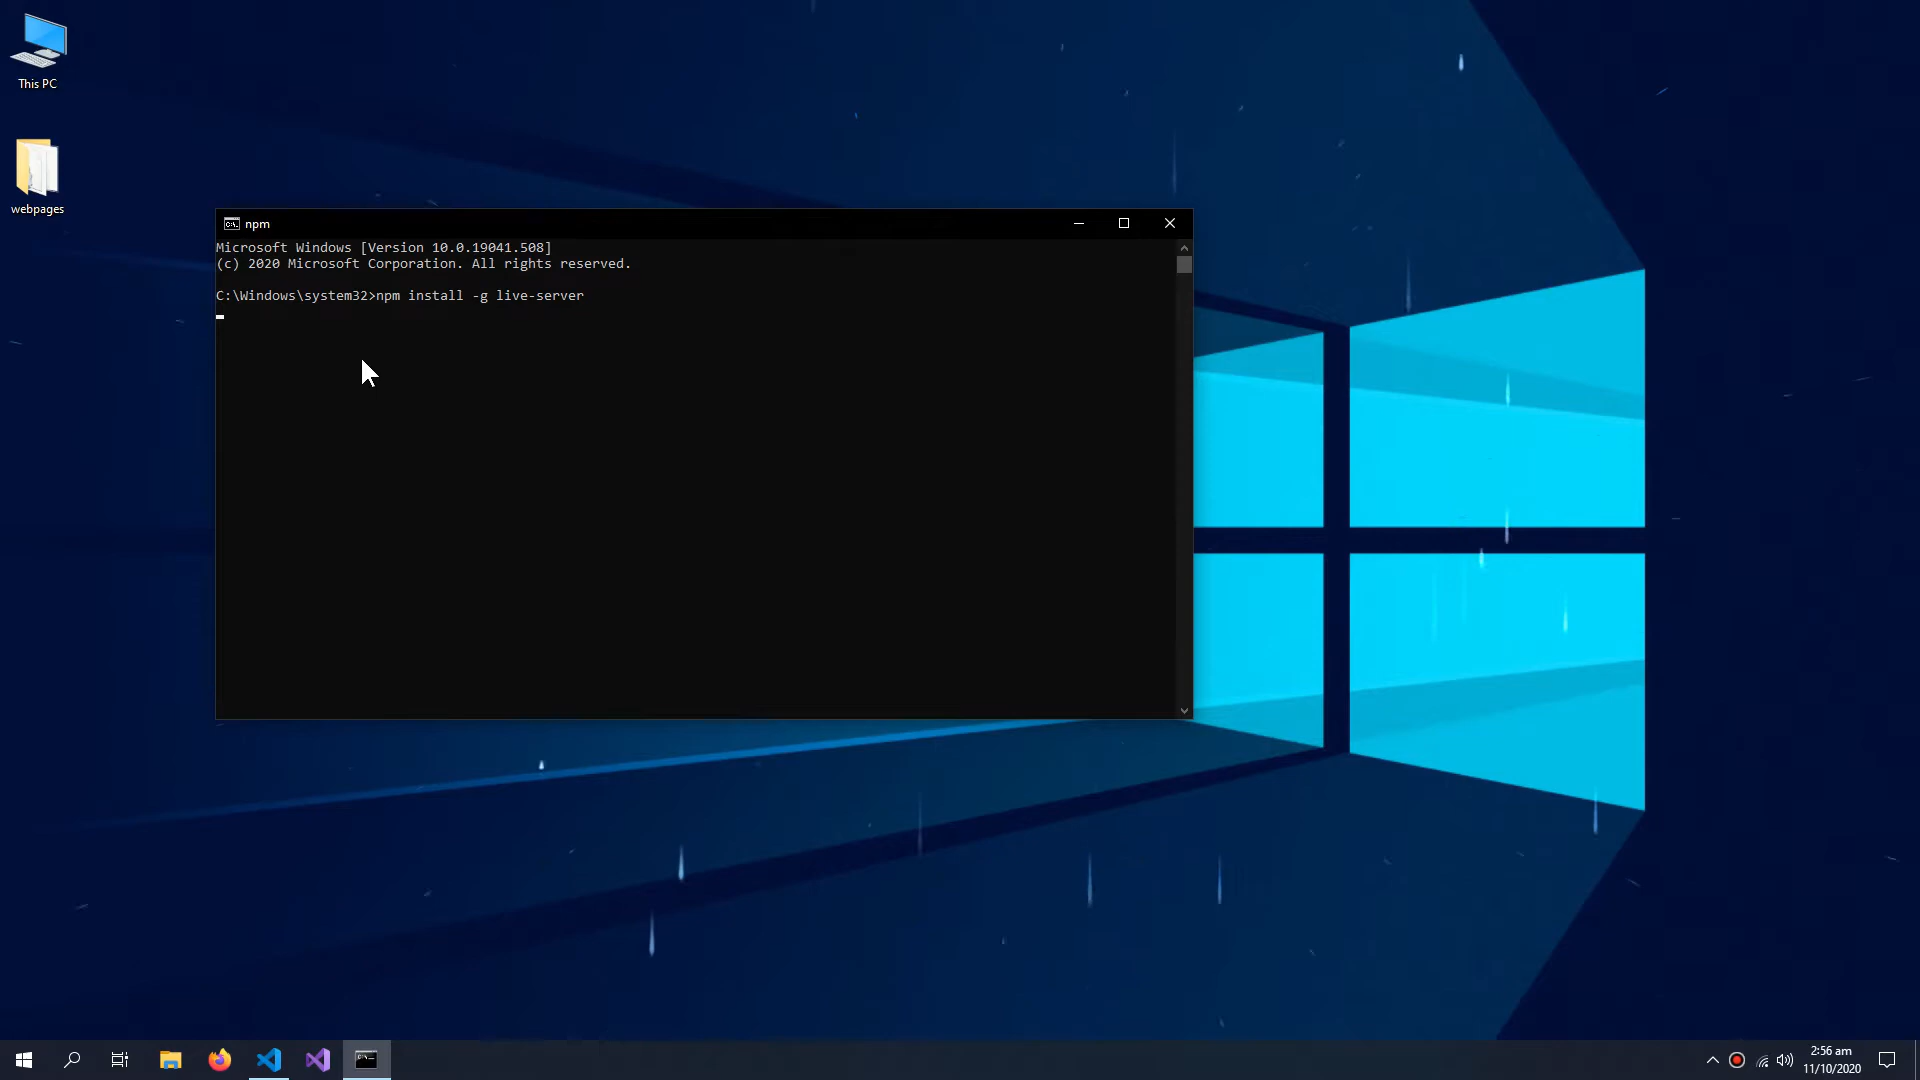 This PC
webpages
npm
Microsoft Windows [Version 10.0.19041.508]
(c) 2020 Microsoft Corporation. All rights reserved.
C:\Windows\system32>npm install -g live-server
2:56 am
11/10/2020